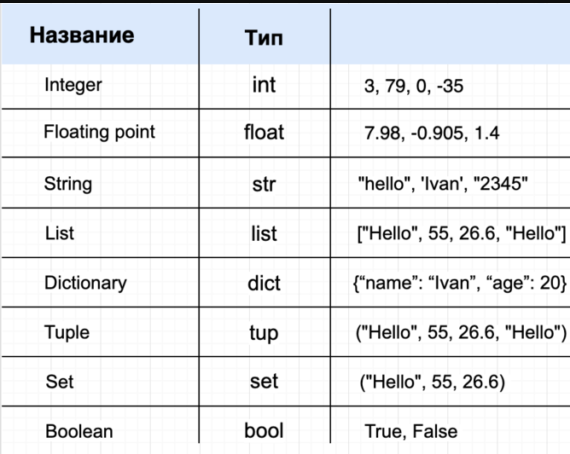 Название Тип
Integer int 3, 79, 0, -35
Floating point float 7.98, -0.905, 1.4
String str "hello", 'Ivan', "2345"
List list ["Hello", 55, 26.6, "Hello"]
Dictionary dict {“name”: “Ivan”, “age”: 20}
Tuple tup ("Hello", 55, 26.6, "Hello")
Set set ("Hello", 55, 26.6)
Boolean bool True, False